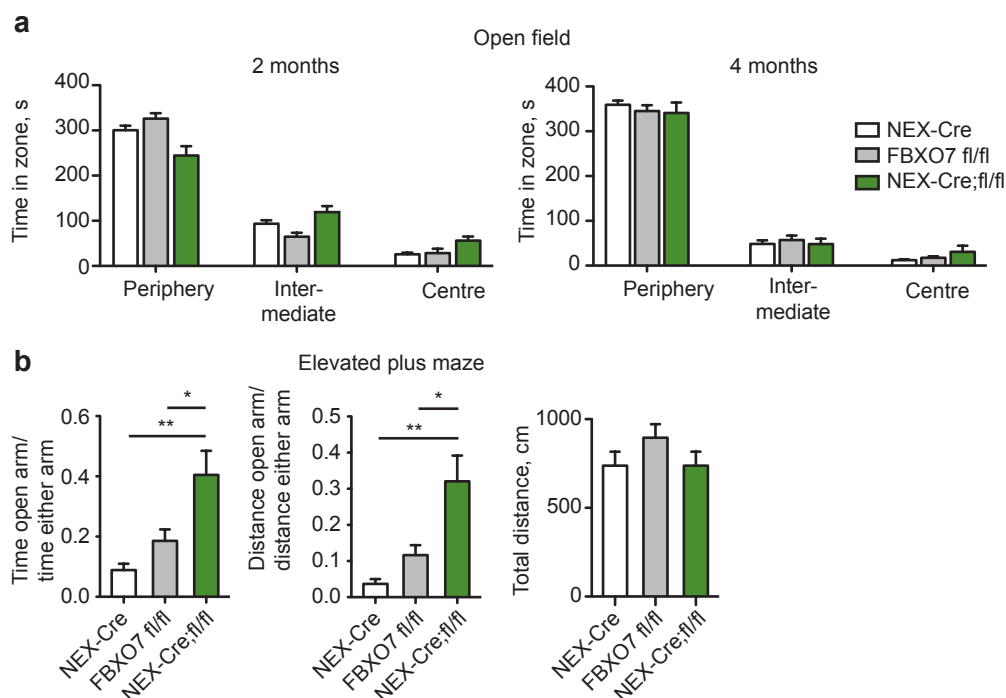 a
Open field
2 months
4 months
Time in zone, s
400
300
200
100
0
Periphery
Inter-
mediate
Centre
Time in zone, s
400
300
200
100
0
Periphery
Inter-
mediate
Centre
NEX-Cre
FBXO7 fl/fl
NEX-Cre;fl/fl
b
Elevated plus maze
Time open arm/
time either arm
0.6
0.4
0.2
0.0
*
**
NEX-Cre
FBXO7 fl/fl
NEX-Cre;fl/fl
Distance open arm/
distance either arm
0.5
0.4
0.3
0.2
0.1
0.0
*
**
NEX-Cre
FBXO7 fl/fl
NEX-Cre;fl/fl
Total distance, cm
1000
500
0
NEX-Cre
FBXO7 fl/fl
NEX-Cre;fl/fl